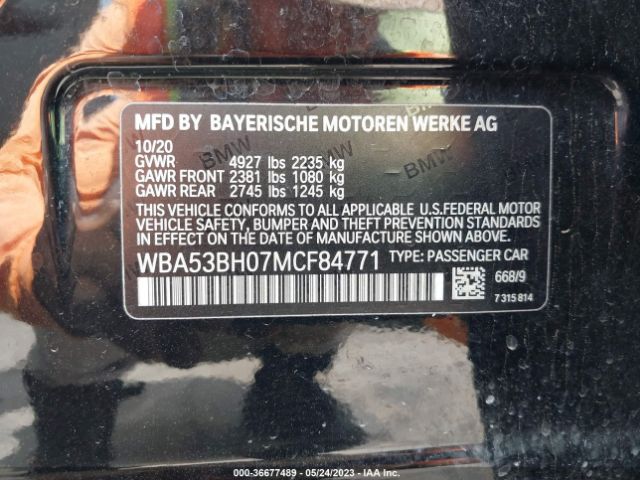 MFD BY BAYERISCHE MOTOREN WERKE AG
10/20
GVWR 4927 lbs 2235 kg
GAWR FRONT 2381 lbs 1080 kg
GAWR REAR 2745 lbs 1245 kg
THIS VEHICLE CONFORMS TO ALL APPLICABLE U.S.FEDERAL MOTOR
VEHICLE SAFETY, BUMPER AND THEFT PREVENTION STANDARDS IN
EFFECT ON THE DATE OF MANUFACTURE SHOWN ABOVE.
WBA53BH07MCF84771 TYPE: PASSENGER CAR
668/9
7 315 814
BMW
BMW
BMW
000-36677489 - 05/24/2023 - IAA Inc.